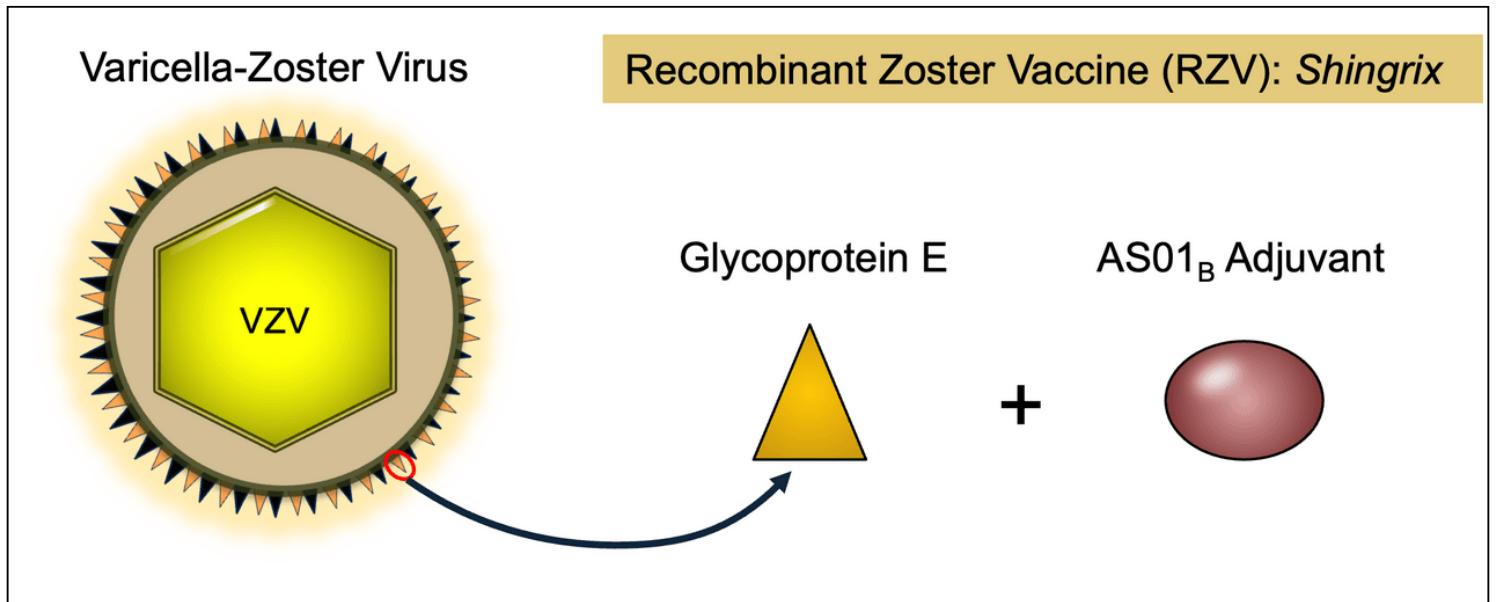 Varicella-Zoster Virus
Recombinant Zoster Vaccine (RZV): Shingrix
Glycoprotein E
AS01B Adjuvant
VZV
+